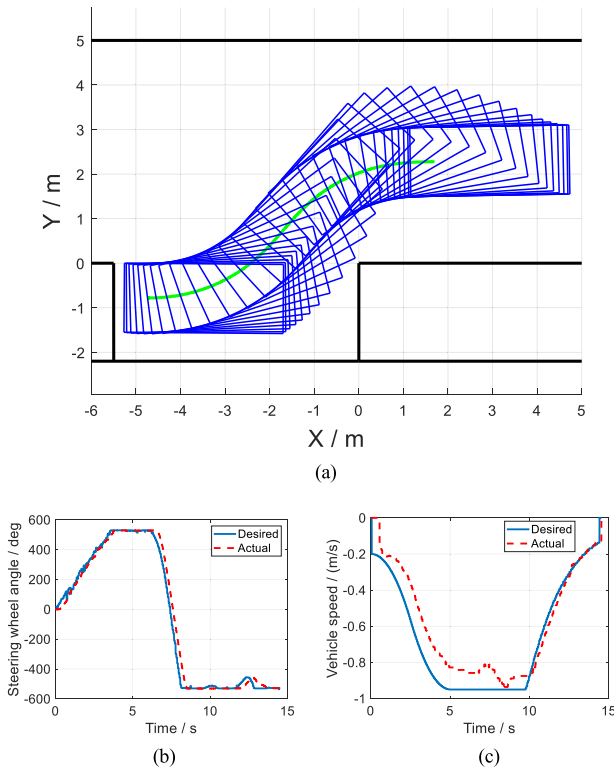 5
4
3
2
1
0
-1
-2
Y / m
-6 -5 -4 -3 -2 -1 0 1 2 3 4 5
X / m
(a)
600
400
200
0
-200
-400
-600
Steering wheel angle / deg
Desired
Actual
0 5 10 15
Time / s
(b)
0
-0.2
-0.4
-0.6
-0.8
-1
Vehicle speed / (m/s)
Desired
Actual
0 5 10 15
Time / s
(c)